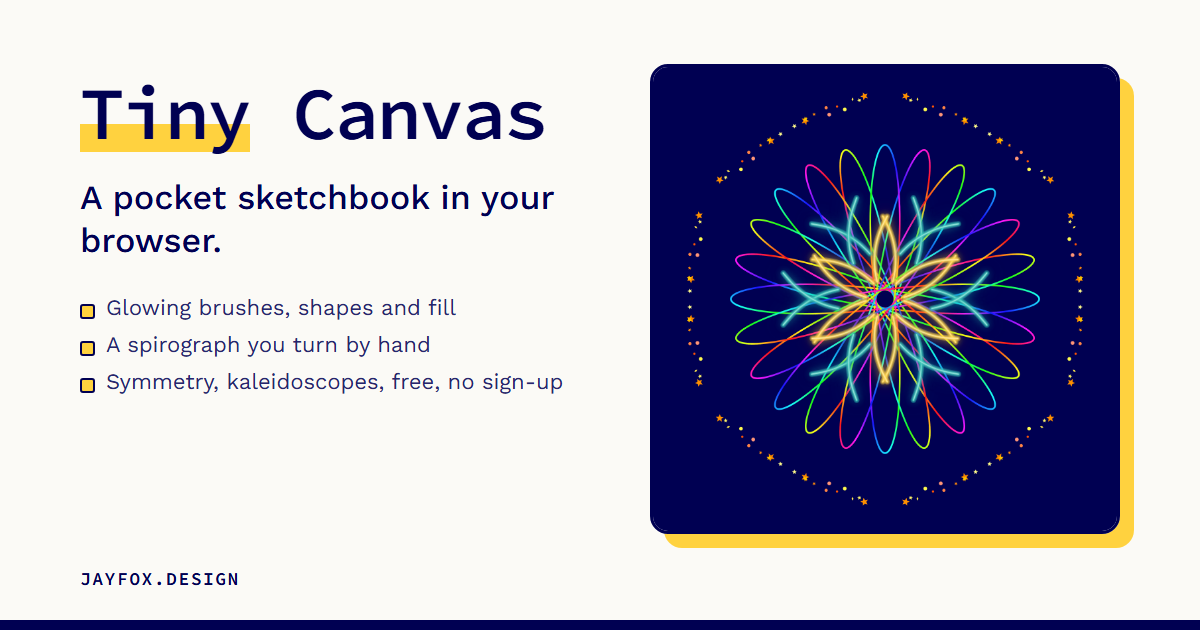 Tiny Canvas
A pocket sketchbook in your
browser.
Glowing brushes, shapes and fill
A spirograph you turn by hand
Symmetry, kaleidoscopes, free, no sign-up
JAYFOX.DESIGN